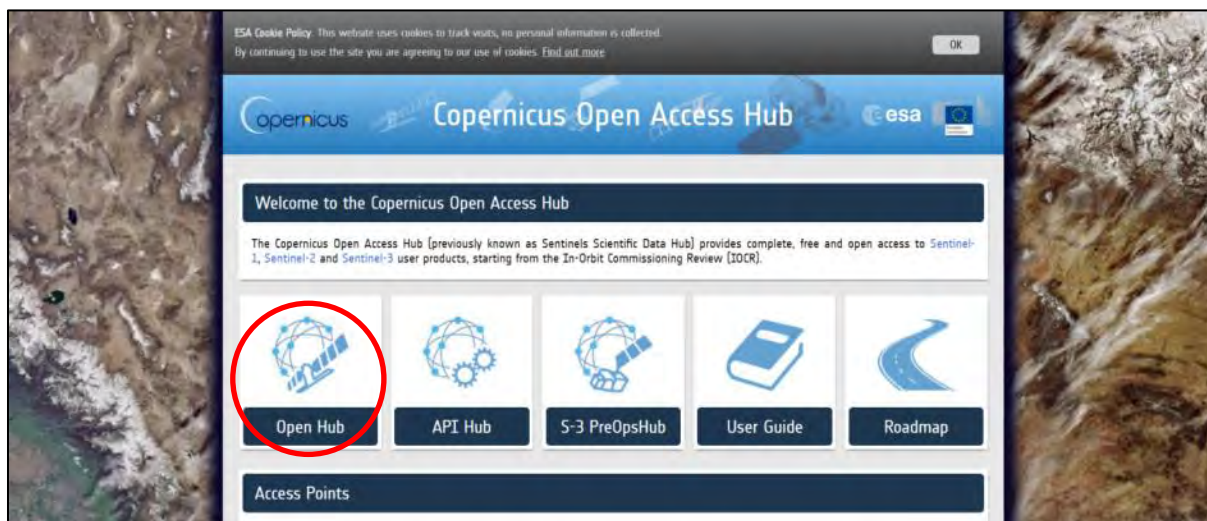 ESA Cookie Policy This website uses cookies to track visits, no personal information is collected.
By continuing to use the site you are agreeing to our use of cookies. Find out more
OK
opernicus
Copernicus Open Access Hub
esa
Welcome to the Copernicus Open Access Hub
The Copernicus Open Access Hub (previously known as Sentinels Scientific Data Hub) provides complete, free and open access to Sentinel-
1, Sentinel-2 and Sentinel-3 user products, starting from the In-Orbit Commissioning Review (IOCR).
Open Hub
API Hub
S-3 PreOpsHub
User Guide
Roadmap
Access Points